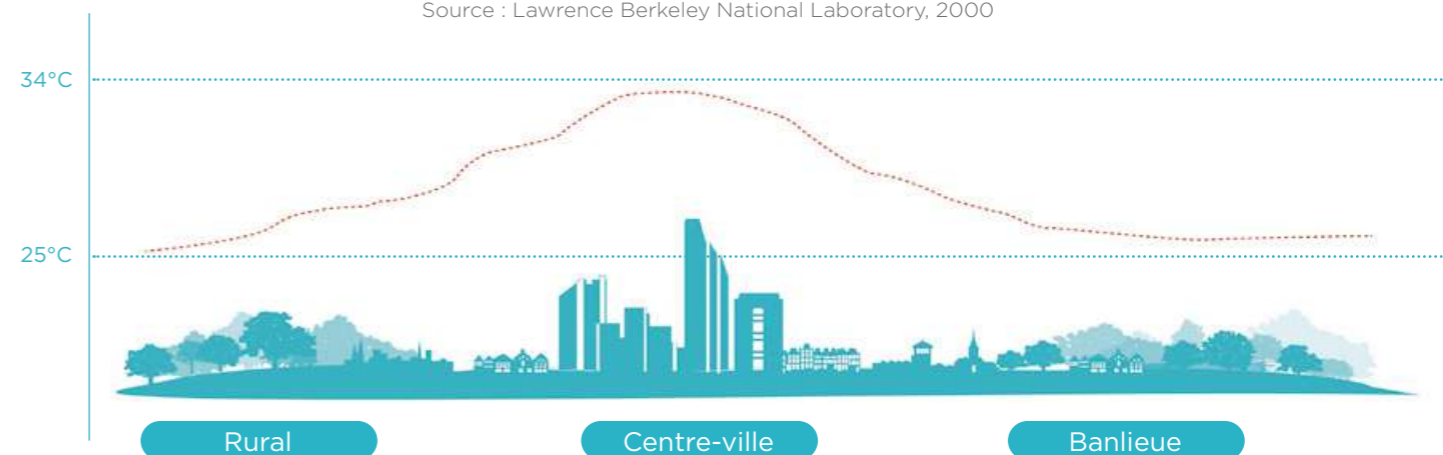 Source : Lawrence Berkeley National Laboratory, 2000
34°C
25°C
Rural
Centre-ville
Banlieue